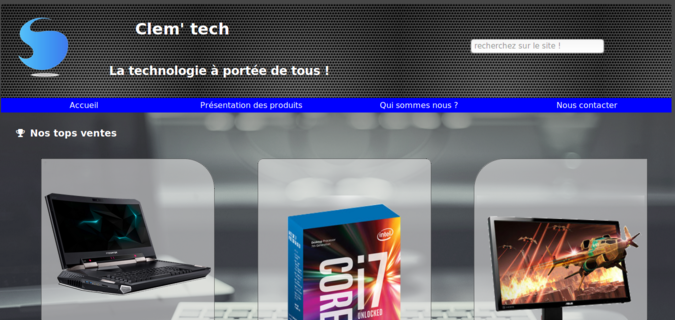 Clem' tech
recherchez sur le site !
La technologie à portée de tous !
Accueil Présentation des produits Qui sommes nous ? Nous contacter
Nos tops ventes
intel
CORE i7
UNLOCKED